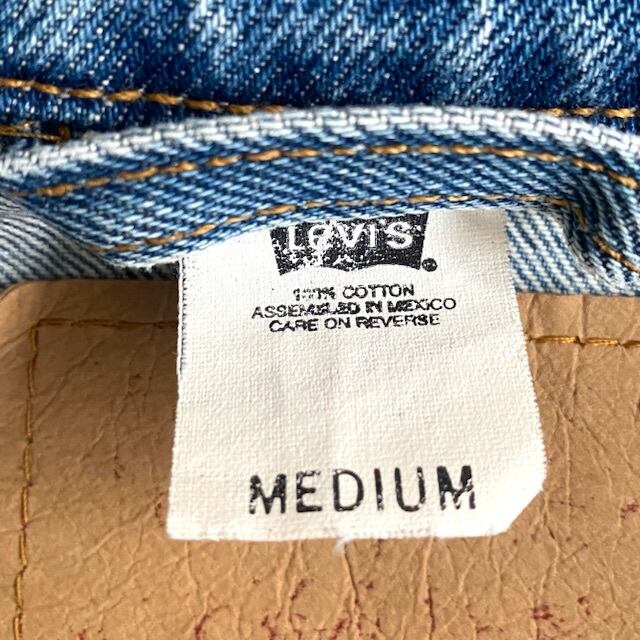 Levi's
100% COTTON
ASSEMBLED IN MEXICO
CARE ON REVERSE
MEDIUM